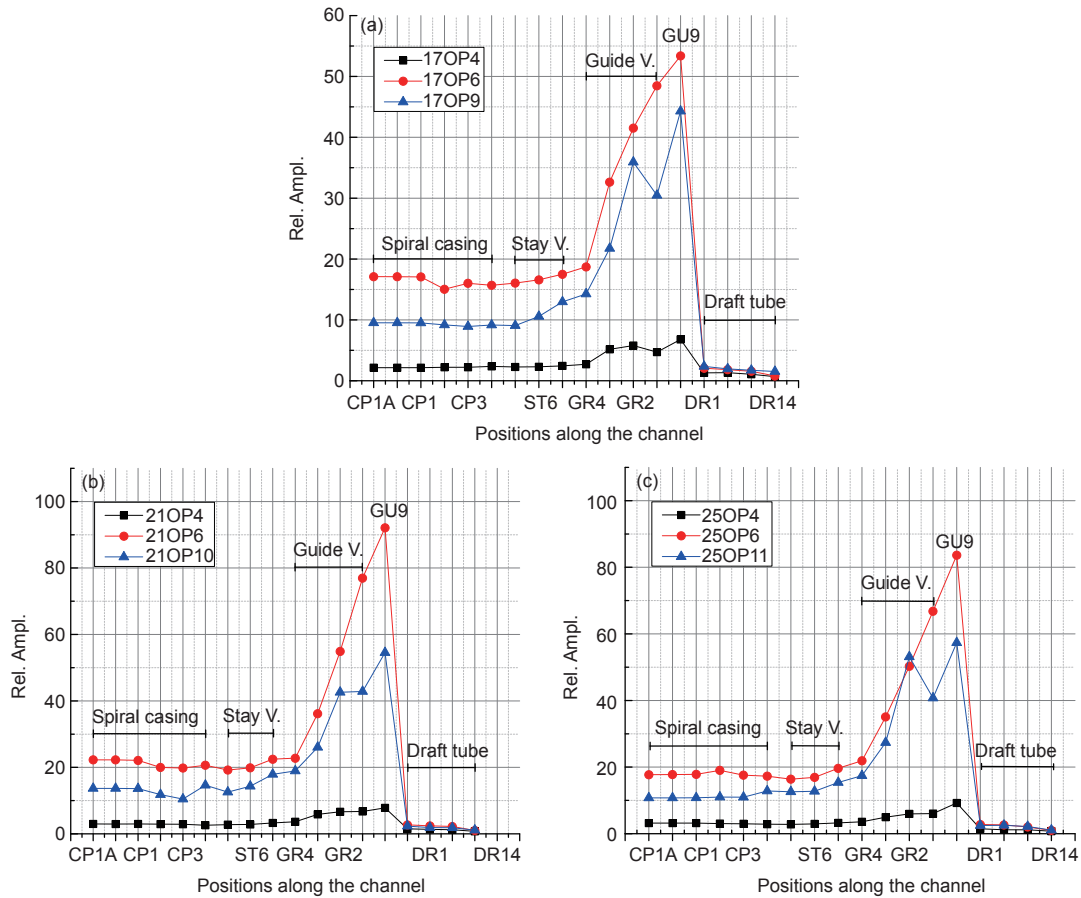 (a)
17OP4
17OP6
17OP9
GU9
Guide V.
Spiral casing
Stay V.
Draft tube
Rel. Ampl.
60
50
40
30
20
10
0
CP1A CP1 CP3 ST6 GR4 GR2 DR1 DR14
Positions along the channel
(b)
21OP4
21OP6
21OP10
GU9
Guide V.
Spiral casing
Stay V.
Draft tube
Rel. Ampl.
100
80
60
40
20
0
CP1A CP1 CP3 ST6 GR4 GR2 DR1 DR14
Positions along the channel
(c)
25OP4
25OP6
25OP11
GU9
Guide V.
Spiral casing
Stay V.
Draft tube
Rel. Ampl.
100
80
60
40
20
0
CP1A CP1 CP3 ST6 GR4 GR2 DR1 DR14
Positions along the channel